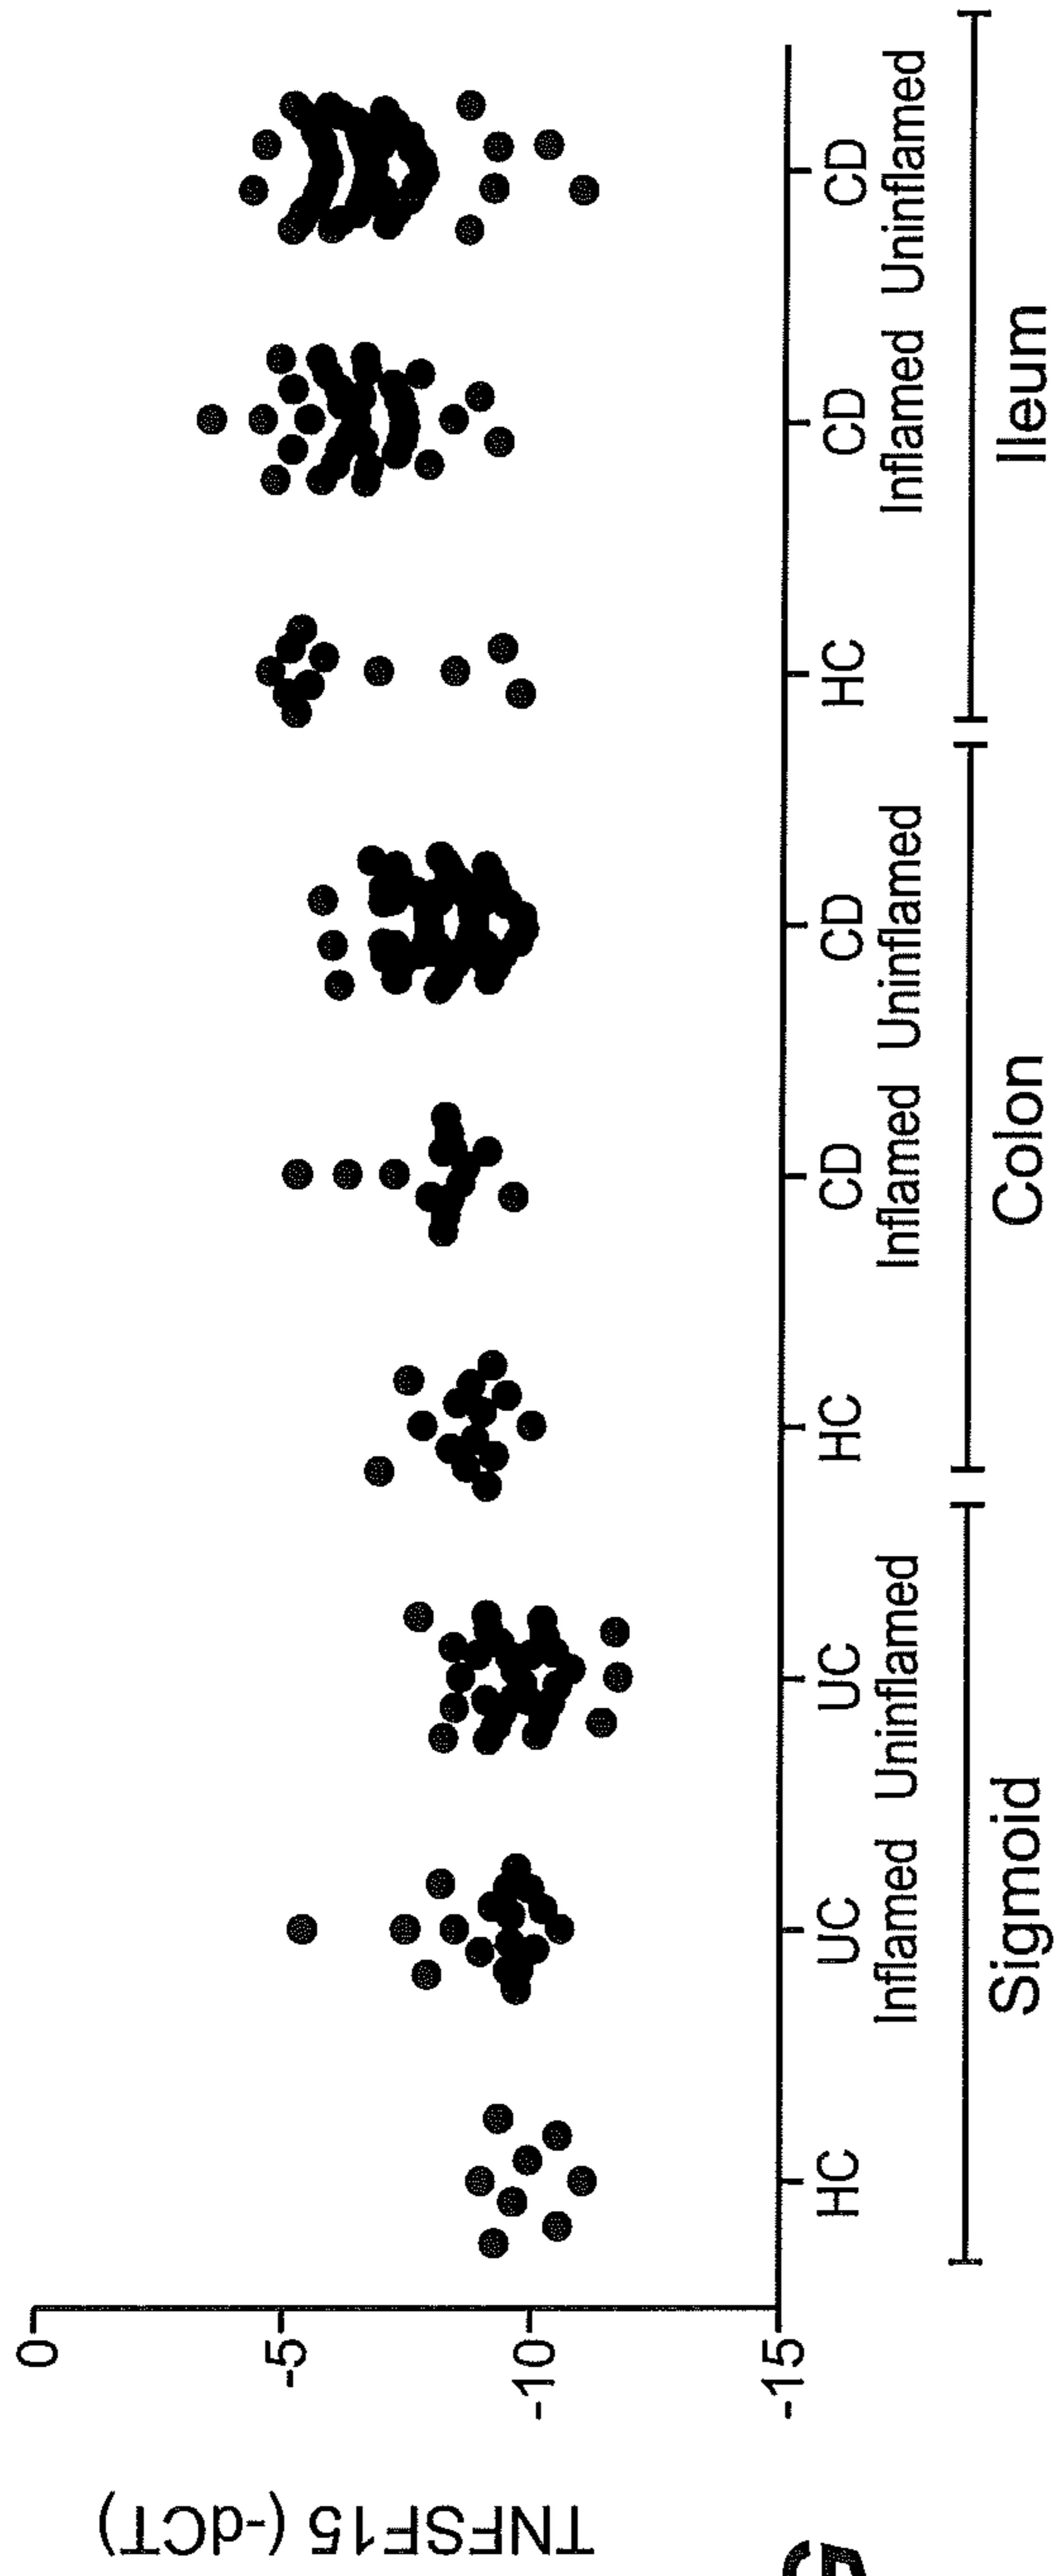 TNFSF15 (-dCT)
0
-5
-10
-15
HC
UC
Inflamed
UC
Uninflamed
HC
CD
Inflamed
CD
Uninflamed
HC
CD
Inflamed
CD
Uninflamed
Sigmoid
Colon
Ileum